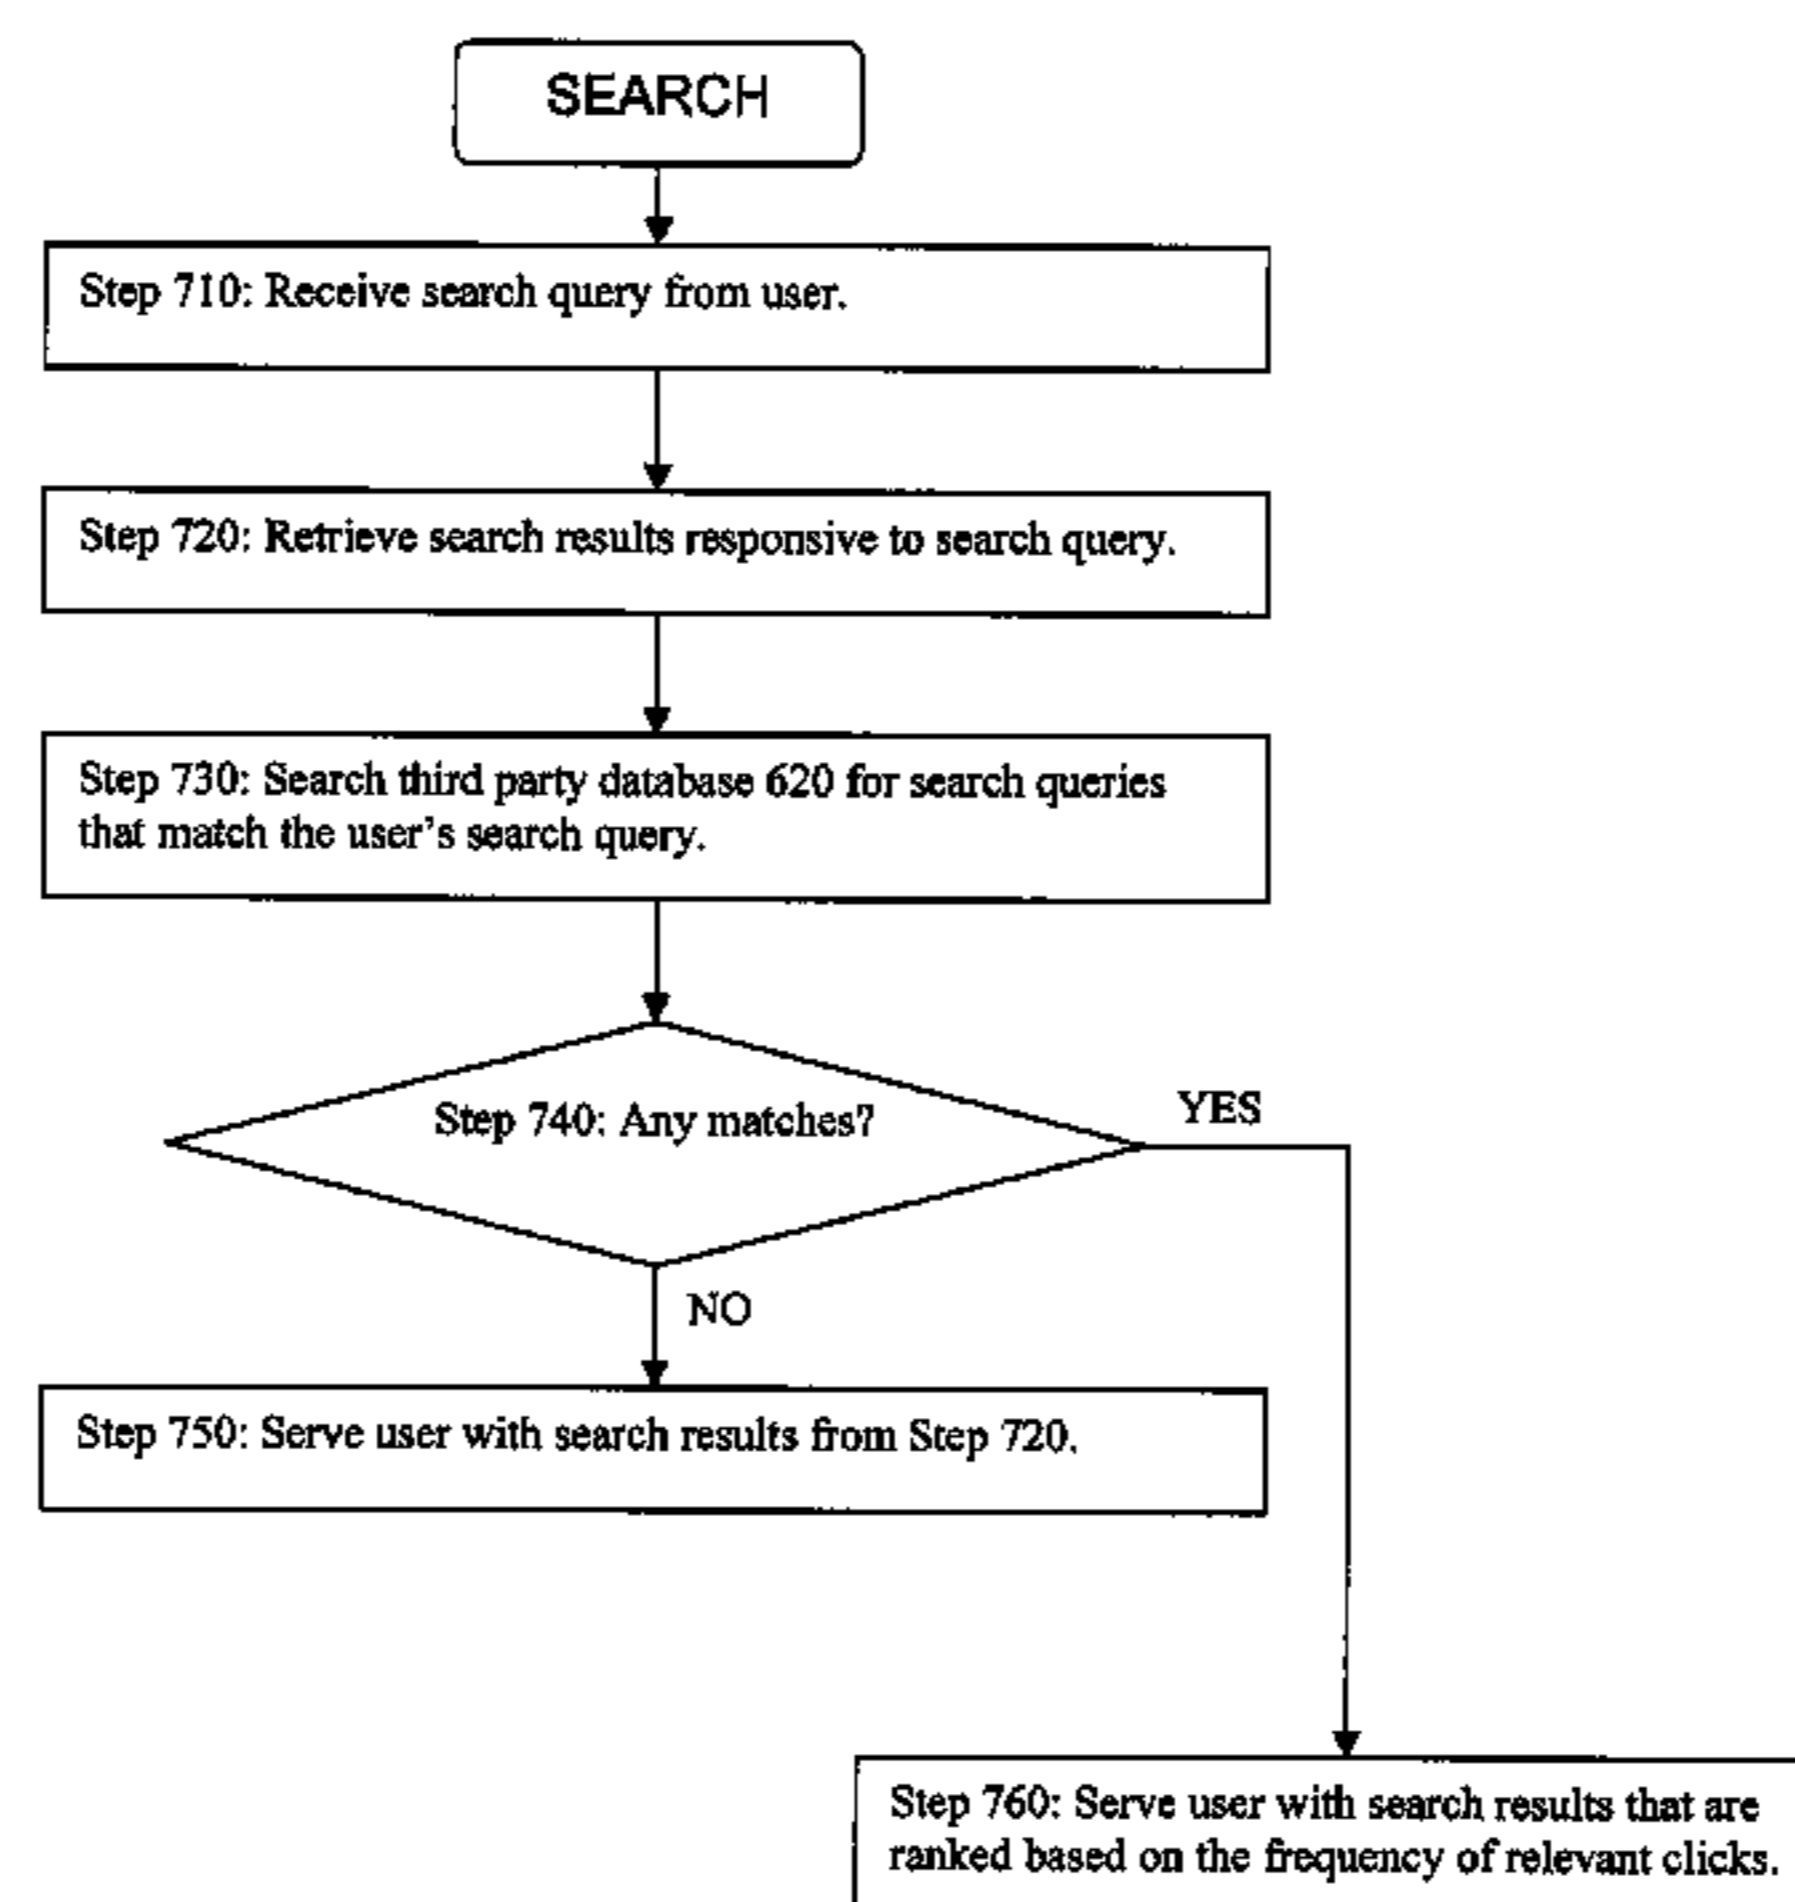 SEARCH
Step 710: Receive search query from user.
Step 720: Retrieve search results responsive to search query.
Step 730: Search third party database 620 for search queries
that match the user's search query.
Step 740: Any matches?
YES
NO
Step 750: Serve user with search results from Step 720.
Step 760: Serve user with search results that are
ranked based on the frequency of relevant clicks.